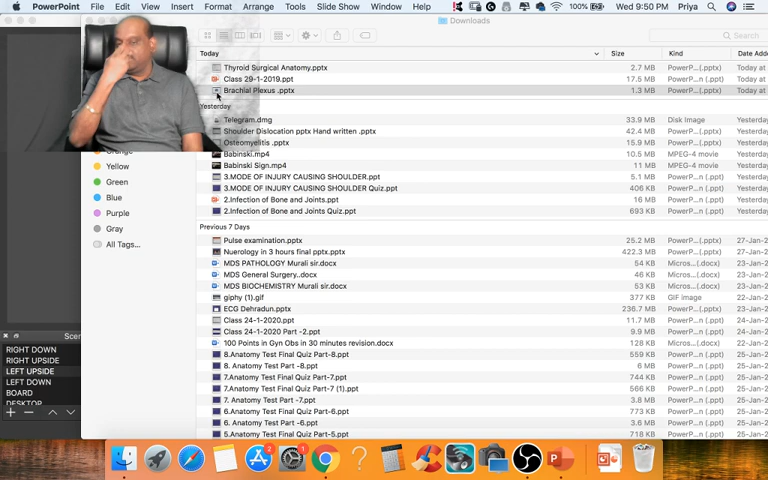 PowerPoint File Edit View Insert Format Arrange Tools Slide Show Window Help 100% Wed 9:50 PM Priya
Downloads
Search
Today Size Kind Date Adde
Thyroid Surgical Anatomy.pptx 2.7 MB PowerP...(.pptx) Today at
Class 29-1-2019.ppt 17.5 MB PowerP...n (.ppt) Today at
Brachial Plexus .pptx 1.3 MB PowerP...(.pptx) Today at
Yesterday
Telegram.dmg 33.9 MB Disk Image Yesterday
Shoulder Dislocation pptx Hand written .pptx 42.4 MB PowerP...(.pptx) Yesterday
Osteomyelitis .pptx 15.9 MB PowerP...(.pptx) Yesterday
Babinski.mp4 10.5 MB MPEG-4 movie Yesterday
Babinski Sign.mp4 11 MB MPEG-4 movie Yesterday
Yellow 3.MODE OF INJURY CAUSING SHOULDER.ppt 5.1 MB PowerP...n (.ppt) Yesterday
Green 3.MODE OF INJURY CAUSING SHOULDER Quiz.ppt 406 KB PowerP...n (.ppt) Yesterday
Blue 2.Infection of Bone and Joints.ppt 16 MB PowerP...n (.ppt) Yesterday
Purple 2.Infection of Bone and Joints Quiz.ppt 693 KB PowerP...n (.ppt) Yesterday
Gray Previous 7 Days
All Tags... Pulse examination.pptx 25.2 MB PowerP...(.pptx) 27-Jan-2
Nuerology in 3 hours final pptx.pptx 422.3 MB PowerP...(.pptx) 27-Jan-2
MDS PATHOLOGY Murali sir.docx 54 KB Micros...(.docx) 23-Jan-2
MDS General Surgery..docx 46 KB Micros...(.docx) 23-Jan-2
MDS BIOCHEMISTRY Murali sir.docx 53 KB Micros...(.docx) 23-Jan-2
giphy (1).gif 377 KB GIF image 22-Jan-2
ECG Dehradun.pptx 236.7 MB PowerP...(.pptx) 22-Jan-2
Class 24-1-2020.ppt 11.7 MB PowerP...n (.ppt) 24-Jan-2
Class 24-1-2020 Part -2.ppt 9.9 MB PowerP...n (.ppt) 24-Jan-2
100 Points in Gyn Obs in 30 minutes revision.docx 128 KB Micros...(.docx) 23-Jan-2
8.Anatomy Test Final Quiz Part-8.ppt 559 KB PowerP...n (.ppt) 25-Jan-2
8. Anatomy Test Part -8.ppt 6 MB PowerP...n (.ppt) 25-Jan-2
7.Anatomy Test Final Quiz Part-7.ppt 744 KB PowerP...n (.ppt) 25-Jan-2
7.Anatomy Test Final Quiz Part-7 (1).ppt 566 KB PowerP...n (.ppt) 25-Jan-2
7. Anatomy Test Part -7.ppt 3.8 MB PowerP...n (.ppt) 25-Jan-2
6.Anatomy Test Final Quiz Part-6.ppt 773 KB PowerP...n (.ppt) 25-Jan-2
6. Anatomy Test Part -6.ppt 3.6 MB PowerP...n (.ppt) 25-Jan-2
5.Anatomy Test Final Quiz Part-5.ppt 718 KB PowerP...n (.ppt) 25-Jan-2
Scen
RIGHT DOWN
RIGHT UPSIDE
LEFT UPSIDE
LEFT DOWN
BOARD
DESKTOP